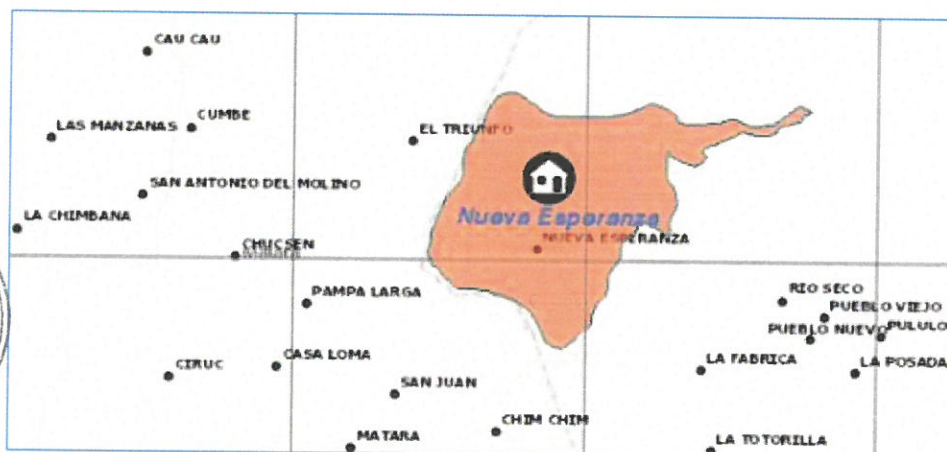 CAU CAU
CUMBE
LAS MANZANAS
EL TRIUNFO
SAN ANTONIO DEL MOLINO
LA CHIMBANA
Nueva Esperanza
NUEVA ESPERANZA
CHUCSEN
PAMPA LARGA
RIO SECO
PUEBLO VIEJO
PUEBLO NUEVO
PULULO
CIRUC
CASA LOMA
LA FABRICA
LA POSADA
SAN JUAN
CHIM CHIM
MATARA
LA TOTORILLA